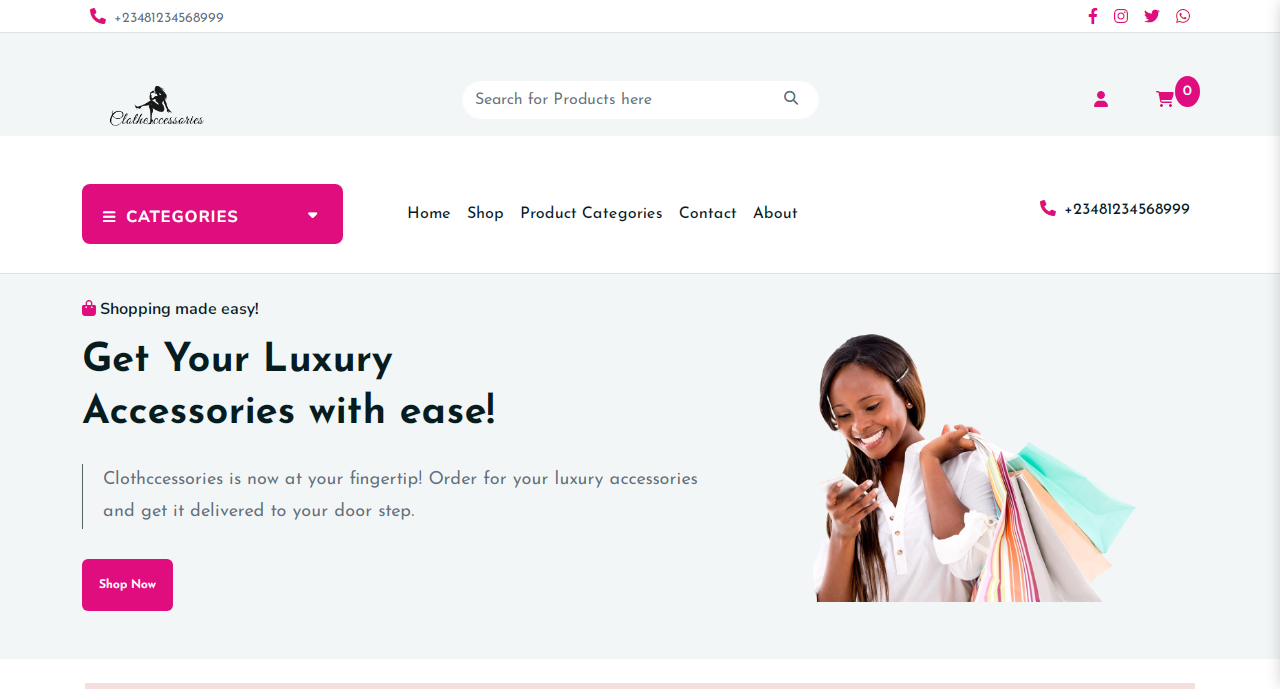 +23481234568999
Clothccessories
Search for Products here
0
CATEGORIES
Home Shop Product Categories Contact About
+23481234568999
Shopping made easy!
Get Your Luxury
Accessories with ease!
Clothccessories is now at your fingertip! Order for your luxury accessories
and get it delivered to your door step.
Shop Now